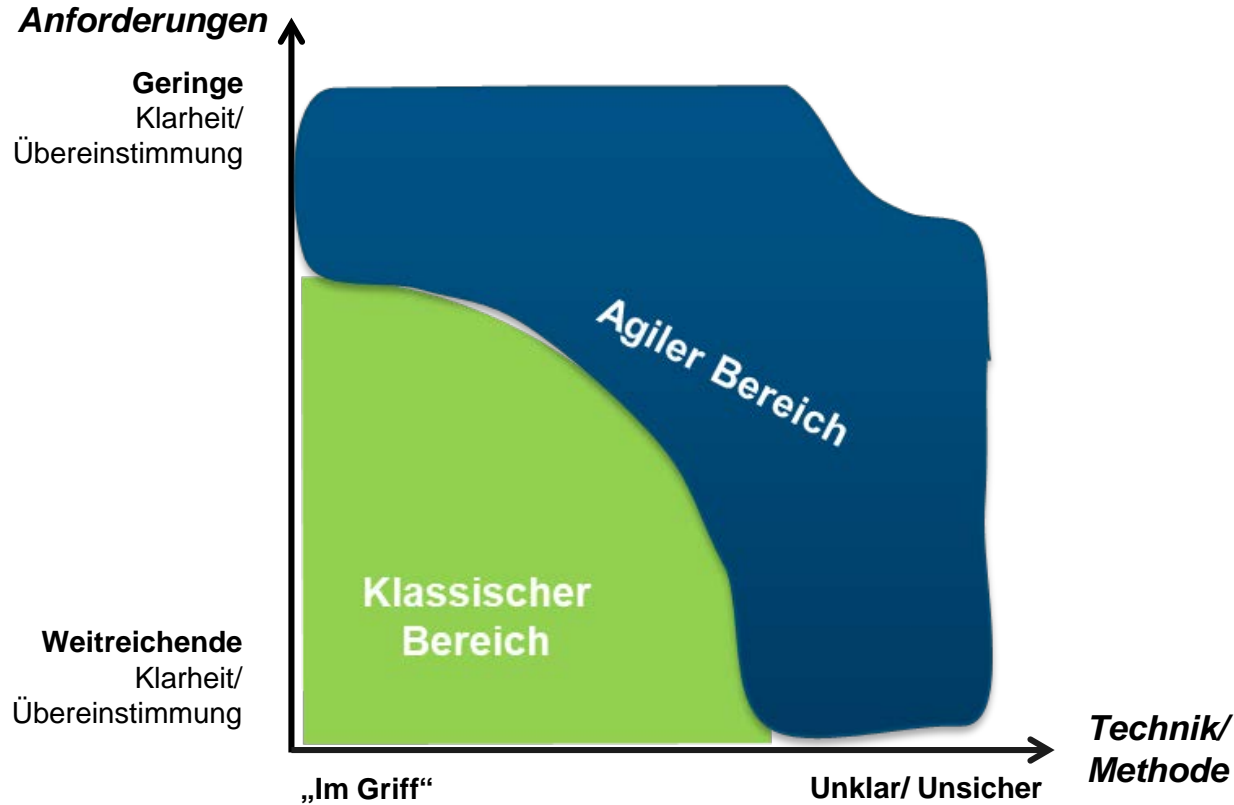 Anforderungen
Geringe
Klarheit/
Übereinstimmung
Agiler Bereich
Klassischer
Bereich
Weitreichende
Klarheit/
Übereinstimmung
Technik/
Methode
„Im Griff“
Unklar/ Unsicher